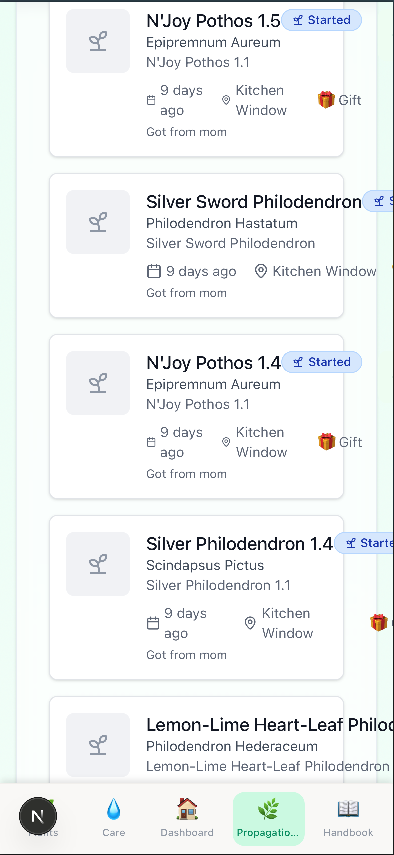 N'Joy Pothos 1.5 Started
Epipremnum Aureum
N'Joy Pothos 1.1
9 days ago Kitchen Window Gift
Got from mom
Silver Sword Philodendron S
Philodendron Hastatum
Silver Sword Philodendron
9 days ago Kitchen Window
Got from mom
N'Joy Pothos 1.4 Started
Epipremnum Aureum
N'Joy Pothos 1.1
9 days ago Kitchen Window Gift
Got from mom
Silver Philodendron 1.4 Starte
Scindapsus Pictus
Silver Philodendron 1.1
9 days ago Kitchen Window
Got from mom
Lemon-Lime Heart-Leaf Philoc
Philodendron Hederaceum
Lemon-Lime Heart-Leaf Philodendron
N
Care Dashboard Propagatio... Handbook